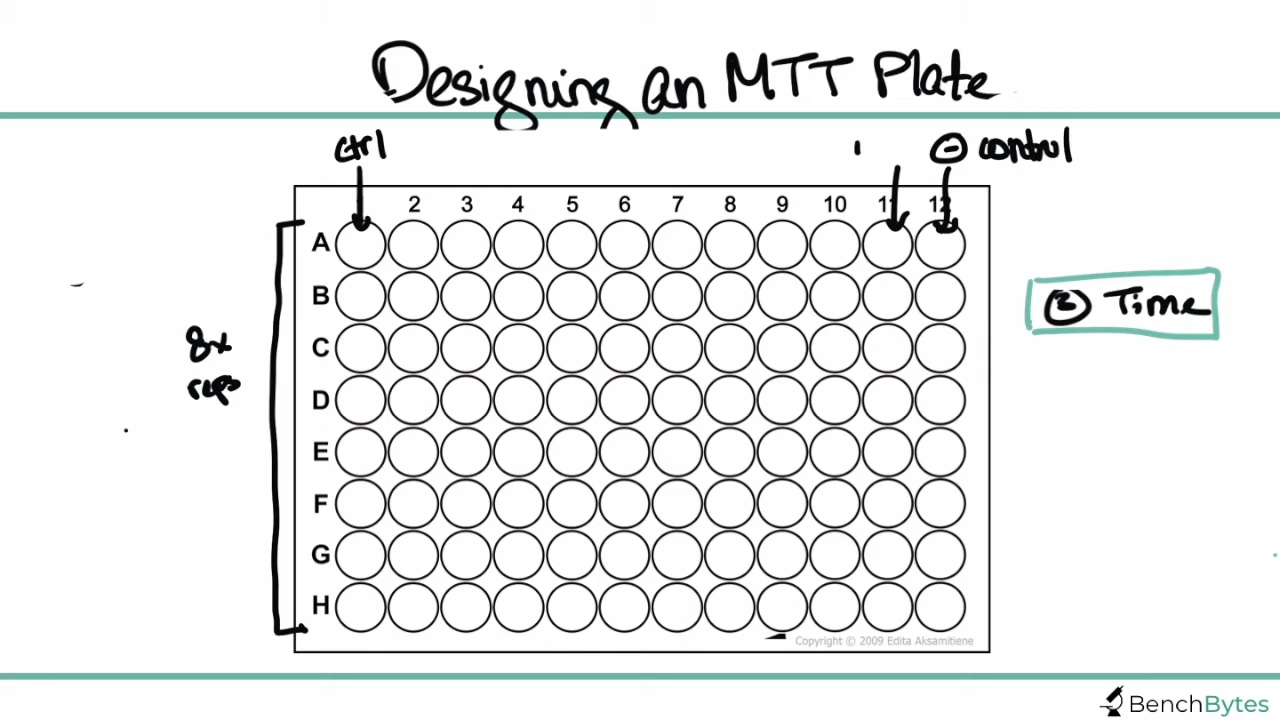 Designing an MTT Plate
ctrl
⊖ control
2 3 4 5 6 7 8 9 10 11 12
A
B
② Time
C
8x
reps
D
E
F
G
H
Copyright © 2009 Edita Aksamitiene
BenchBytes